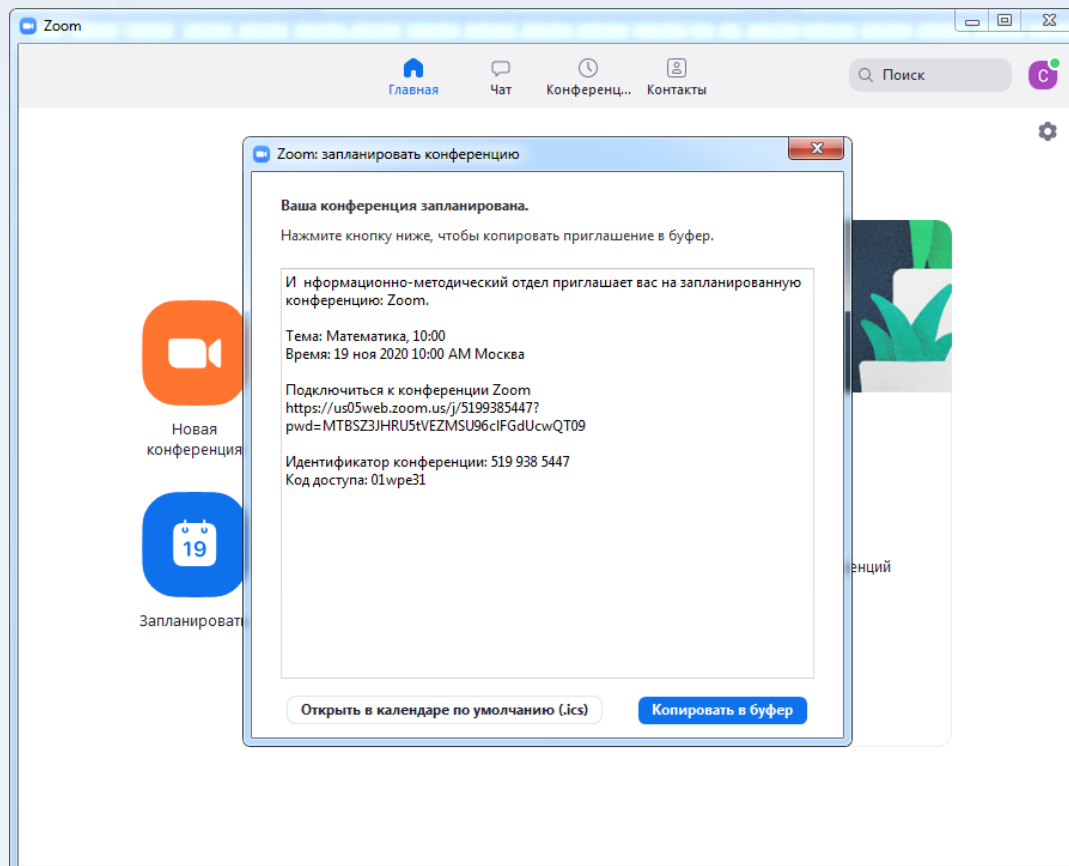 Zoom
Главная
Чат
Конференц...
Контакты
Поиск
C
Zoom: запланировать конференцию
Ваша конференция запланирована.
Нажмите кнопку ниже, чтобы копировать приглашение в буфер.
И нформационно-методический отдел приглашает вас на запланированную
конференцию: Zoom.
Тема: Математика, 10:00
Время: 19 ноя 2020 10:00 AM Москва
Подключиться к конференции Zoom
https://us05web.zoom.us/j/5199385447?
pwd=MTBSZ3JHRU5tVEZMSU96clFGdUcwQT09
Идентификатор конференции: 519 938 5447
Код доступа: 01wpe31
Открыть в календаре по умолчанию (.ics)
Копировать в буфер
Новая
конференция
19
Запланировать
енций